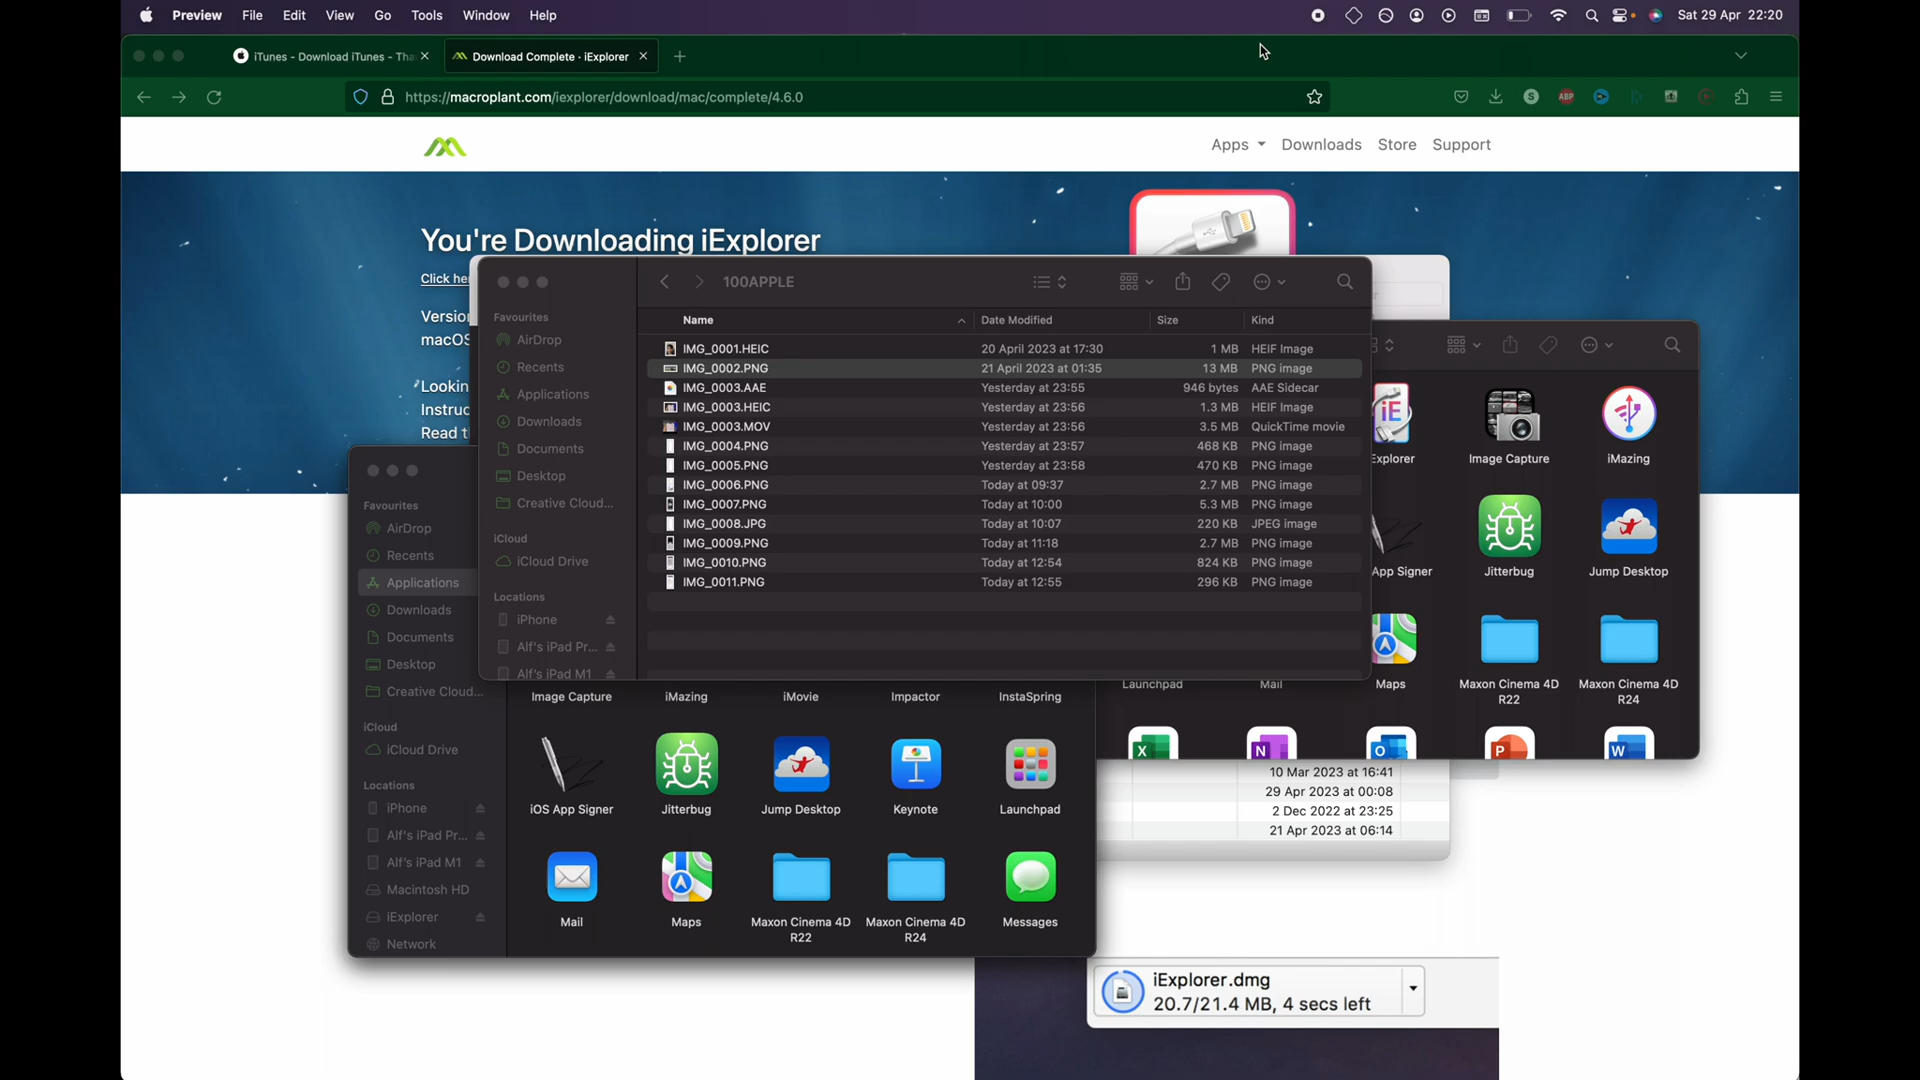 Preview File Edit View Go Tools Window Help
Sat 29 Apr 22:20
iTunes - Download iTunes - Tha
Download Complete - iExplorer
https://macroplant.com/iexplorer/download/mac/complete/4.6.0
S ABP
Apps Downloads Store Support
You're Downloading iExplorer
Click he
Versio
macOS
Lookin
Instruc
Read t
100APPLE
Favourites
AirDrop
Recents
Applications
Downloads
Documents
Desktop
Creative Cloud...
iCloud
iCloud Drive
Locations
iPhone
Alf's iPad Pr...
Alf's iPad M1
Name Date Modified Size Kind
IMG_0001.HEIC 20 April 2023 at 17:30 1 MB HEIF Image
IMG_0002.PNG 21 April 2023 at 01:35 13 MB PNG image
IMG_0003.AAE Yesterday at 23:55 946 bytes AAE Sidecar
IMG_0003.HEIC Yesterday at 23:56 1.3 MB HEIF Image
IMG_0003.MOV Yesterday at 23:56 3.5 MB QuickTime movie
IMG_0004.PNG Yesterday at 23:57 468 KB PNG image
IMG_0005.PNG Yesterday at 23:58 470 KB PNG image
IMG_0006.PNG Today at 09:37 2.7 MB PNG image
IMG_0007.PNG Today at 10:00 5.3 MB PNG image
IMG_0008.JPG Today at 10:07 220 KB JPEG image
IMG_0009.PNG Today at 11:18 2.7 MB PNG image
IMG_0010.PNG Today at 12:54 824 KB PNG image
IMG_0011.PNG Today at 12:55 296 KB PNG image
iE
Explorer Image Capture iMazing
App Signer Jitterbug Jump Desktop
Launchpad Mail Maps Maxon Cinema 4D R22 Maxon Cinema 4D R24
X N O P W
Favourites
AirDrop
Recents
Applications
Downloads
Documents
Desktop
Creative Cloud...
iCloud
iCloud Drive
Locations
iPhone
Alf's iPad Pr...
Alf's iPad M1
Macintosh HD
iExplorer
Network
Image Capture iMazing iMovie Impactor InstaSpring
iOS App Signer Jitterbug Jump Desktop Keynote Launchpad
Mail Maps Maxon Cinema 4D R22 Maxon Cinema 4D R24 Messages
10 Mar 2023 at 16:41
29 Apr 2023 at 00:08
2 Dec 2022 at 23:25
21 Apr 2023 at 06:14
iExplorer.dmg
20.7/21.4 MB, 4 secs left